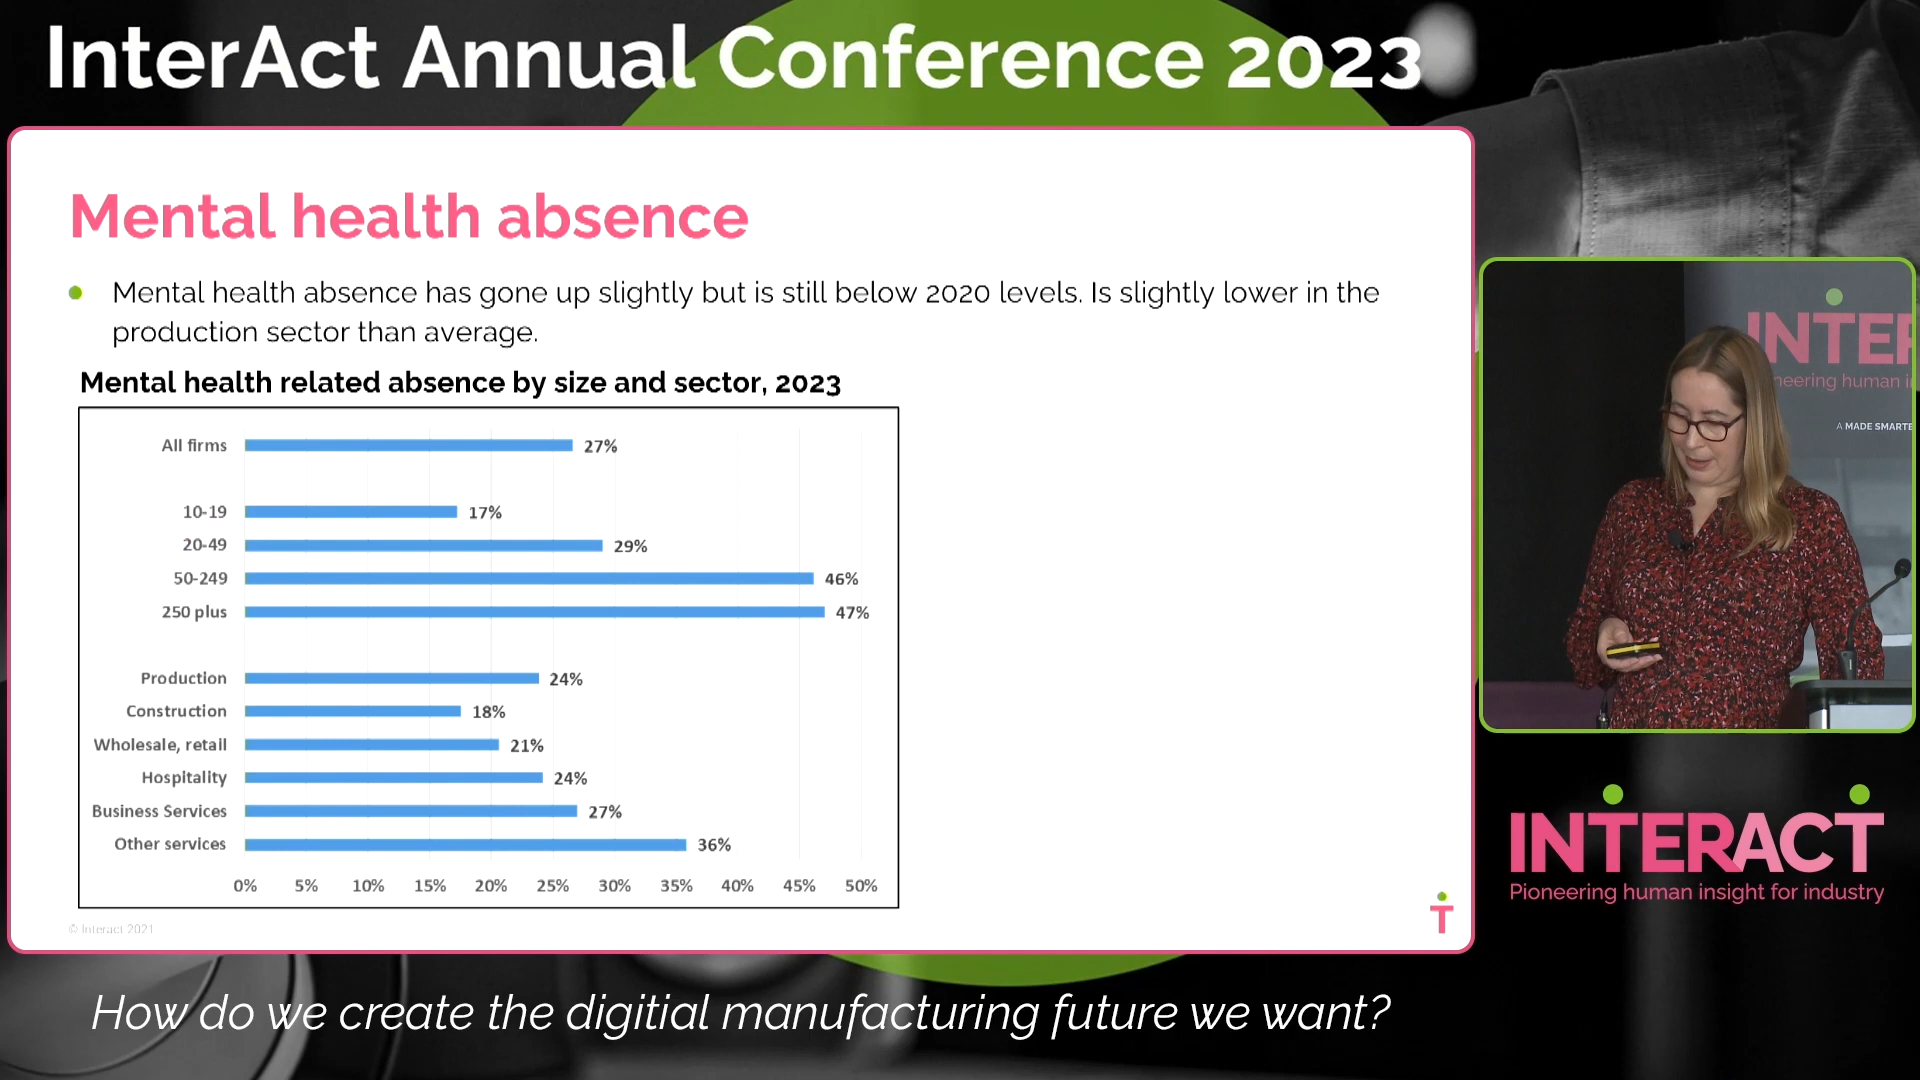 InterAct Annual Conference 2023
Mental health absence
Mental health absence has gone up slightly but is still below 2020 levels. Is slightly lower in the
production sector than average.
Mental health related absence by size and sector, 2023
All firms 27%
10-19 17%
20-49 29%
50-249 46%
250 plus 47%
Production 24%
Construction 18%
Wholesale, retail 21%
Hospitality 24%
Business Services 27%
Other services 36%
0% 5% 10% 15% 20% 25% 30% 35% 40% 45% 50%
© Interact 2021
INTER
neering human i
A MADE SMARTE
INTERACT
Pioneering human insight for industry
How do we create the digitial manufacturing future we want?